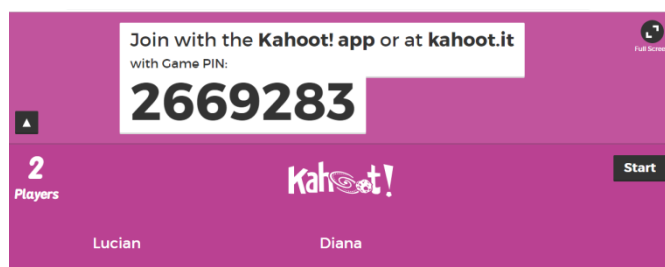 Join with the Kahoot! app or at kahoot.it
Full Scree
with Game PIN:
2669283
2
Players
Kahoot!
Start
Lucian
Diana